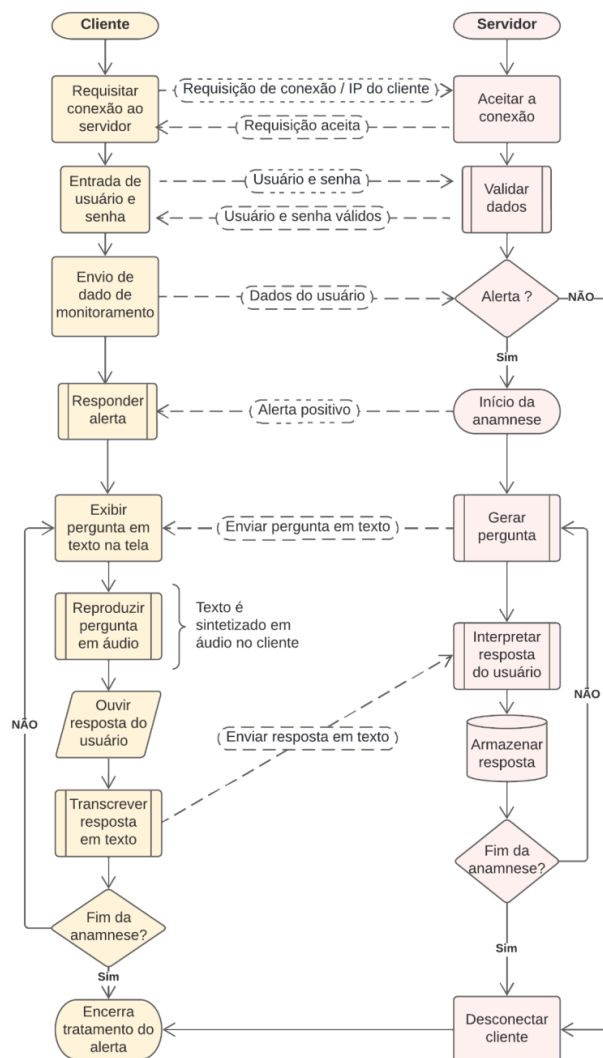 Cliente
Servidor
Requisitar
conexão ao
servidor
Requisição de conexão / IP do cliente
Requisição aceita
Aceitar a
conexão
Entrada de
usuário e
senha
Usuário e senha
Usuário e senha válidos
Validar
dados
Envio de
dado de
monitoramento
Dados do usuário
Alerta ?
NÃO
Sim
Responder
alerta
Alerta positivo
Início da
anamnese
Exibir
pergunta em
texto na tela
Enviar pergunta em texto
Gerar
pergunta
Reproduzir
pergunta
em áudio
Texto é
sintetizado em
áudio no cliente
Interpretar
resposta
do usuário
NÃO
Ouvir
resposta do
usuário
NÃO
Enviar resposta em texto
Armazenar
resposta
Transcrever
resposta
em texto
Fim da
anamnese?
Fim da
anamnese?
Sim
Sim
Encerra
tratamento do
alerta
Desconectar
cliente